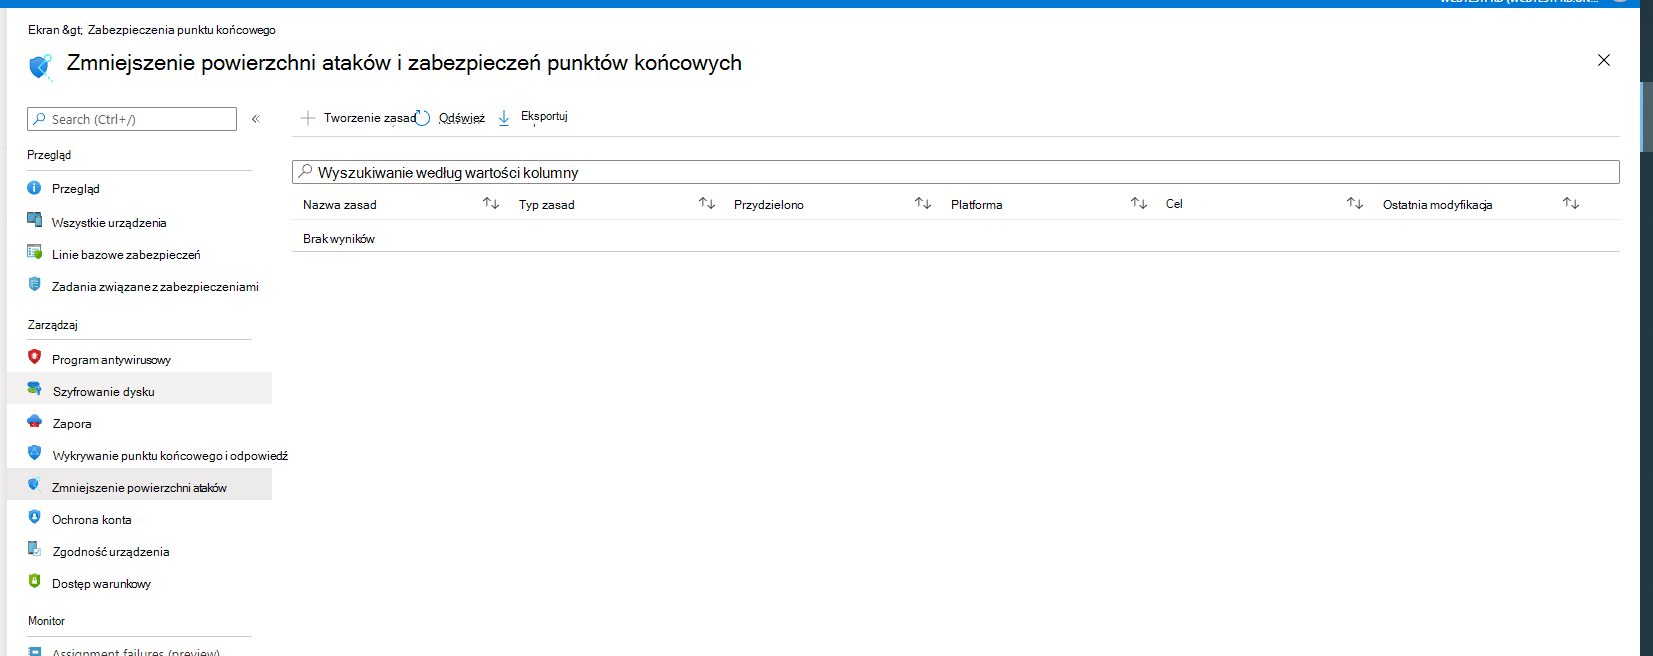 Ekran &gt; Zabezpieczenia punktu końcowego
Zmniejszenie powierzchni ataków i zabezpieczeń punktów końcowych
Search (Ctrl+/)
«
Tworzenie zasad
Odśwież
Eksportuj
Przegląd
Wyszukiwanie według wartości kolumny
Przegląd
Nazwa zasad
Typ zasad
Przydzielono
Platforma
Cel
Ostatnia modyfikacja
Wszystkie urządzenia
Brak wyników
Linie bazowe zabezpieczeń
Zadania związane z zabezpieczeniami
Zarządzaj
Program antywirusowy
Szyfrowanie dysku
Zapora
Wykrywanie punktu końcowego i odpowiedź
Zmniejszenie powierzchni ataków
Ochrona konta
Zgodność urządzenia
Dostęp warunkowy
Monitor
Assignment failures (preview)